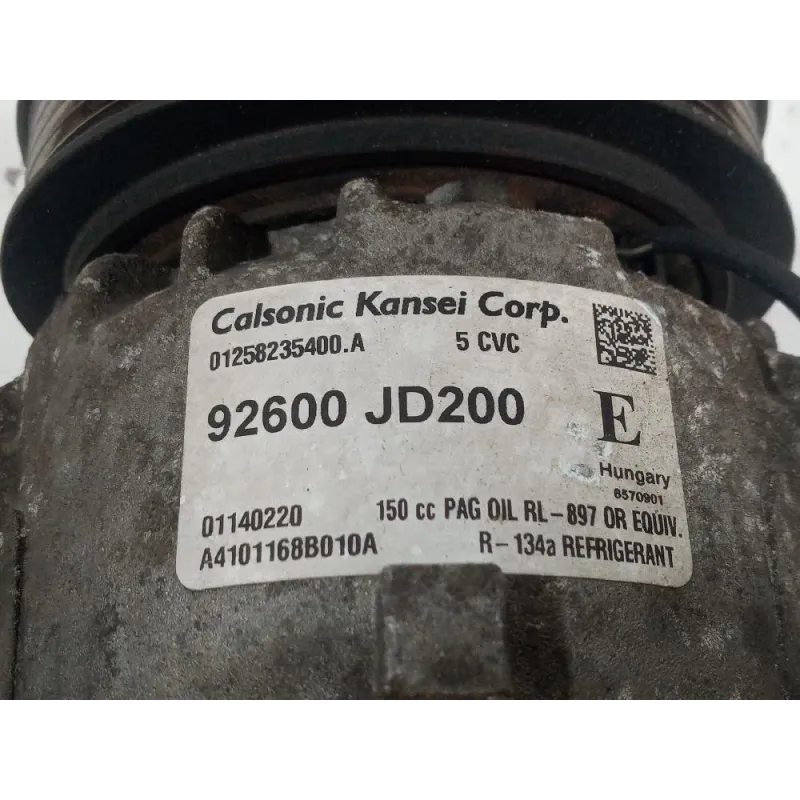 Calsonic Kansei Corp.
01258235400.A 5 CVC
92600 JD200 E
Hungary
8570901
01140220 150 cc PAG OIL RL-897 OR EQUIV.
A4101168B010A R-134a REFRIGERANT